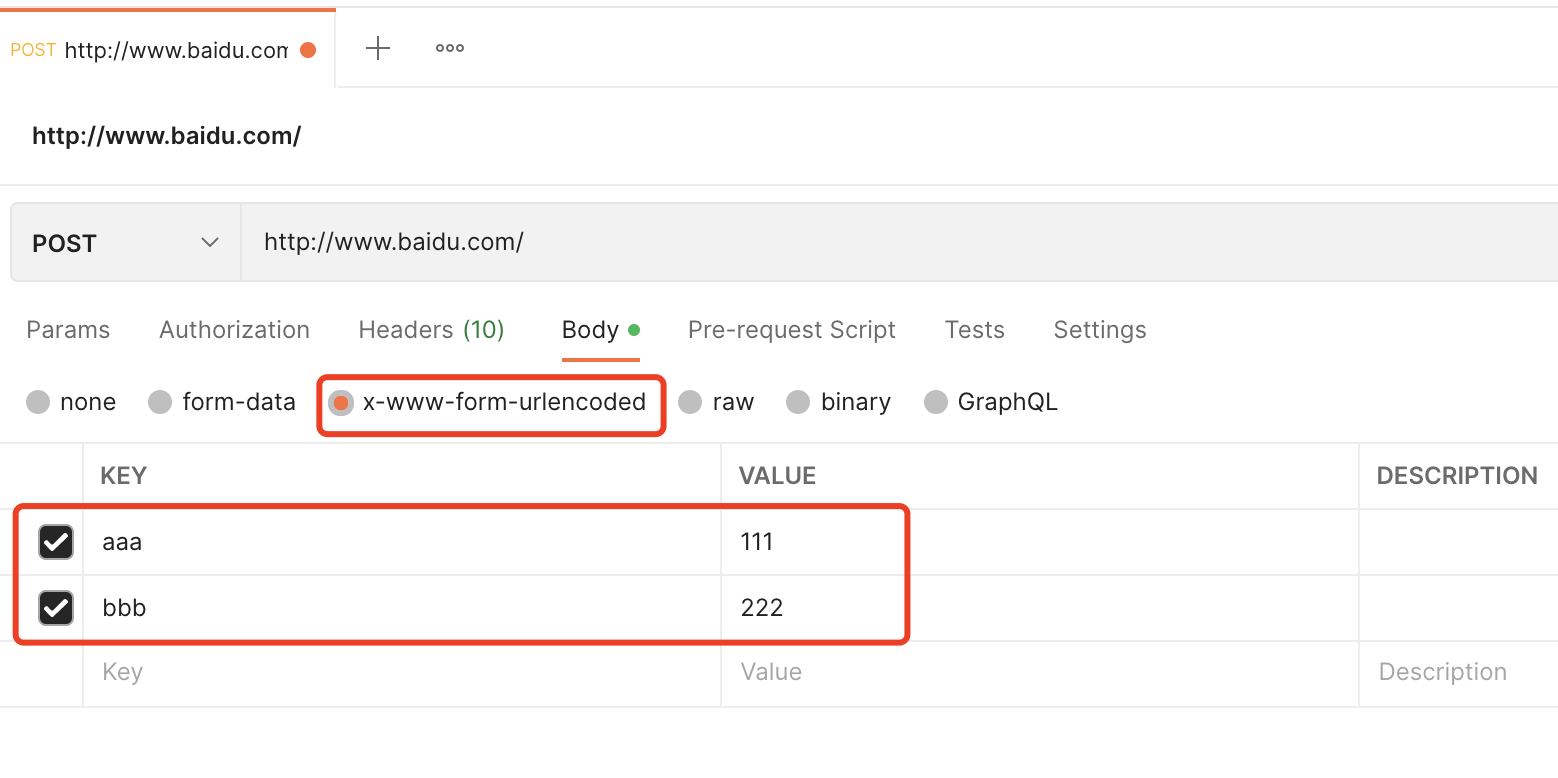 POST http://www.baidu.com
http://www.baidu.com/
POST http://www.baidu.com/
Params Authorization Headers (10) Body Pre-request Script Tests Settings
none form-data x-www-form-urlencoded raw binary GraphQL
KEY VALUE DESCRIPTION
aaa 111
bbb 222
Key Value Description